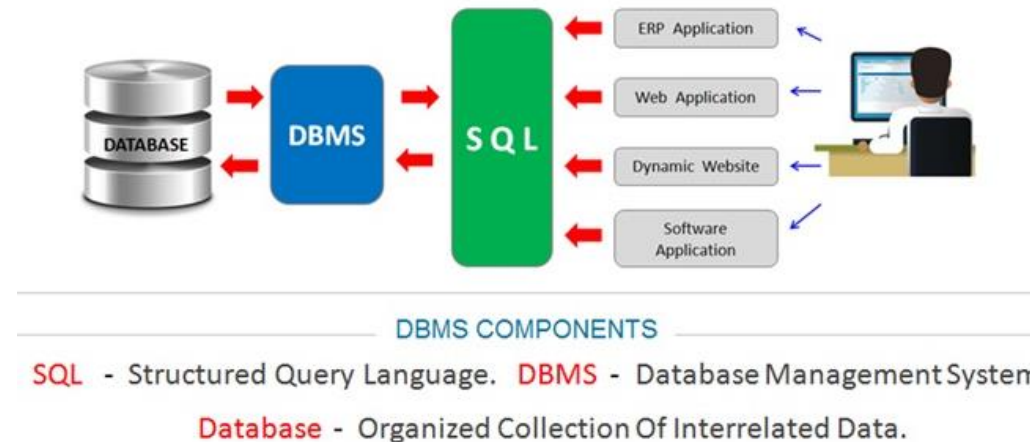 ERP Application
Web Application
Dynamic Website
Software
Application
DATABASE
DBMS
SQL
DBMS COMPONENTS
SQL - Structured Query Language. DBMS - Database Management System
Database - Organized Collection Of Interrelated Data.